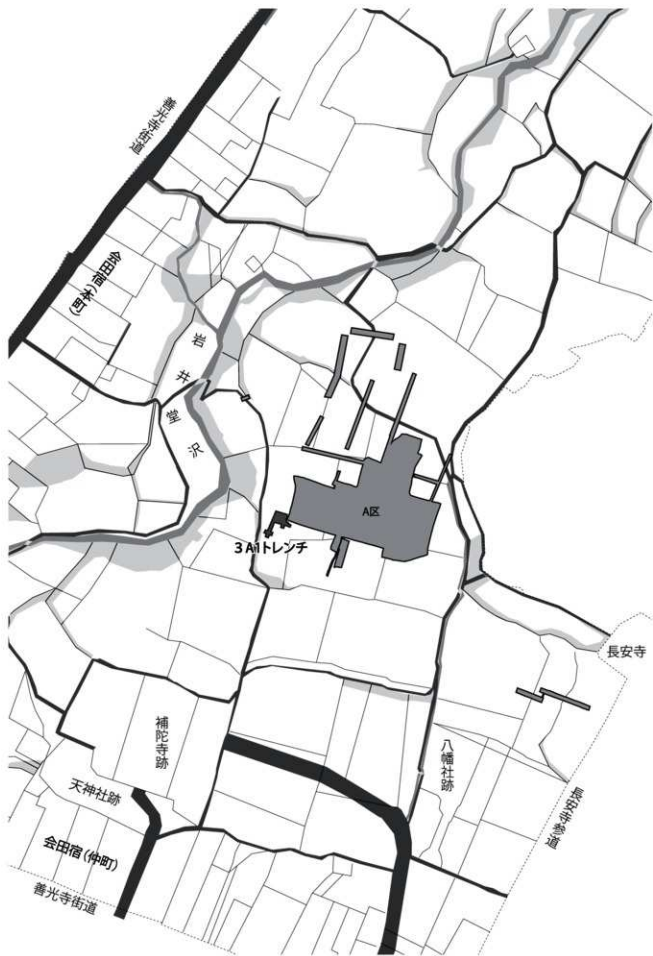 善光寺街道
会田宿（本町）
岩井堂沢
A区
3A1トレンチ
長安寺
補陀寺跡
八幡社跡
天神社跡
長安寺参道
会田宿（仲町）
善光寺街道